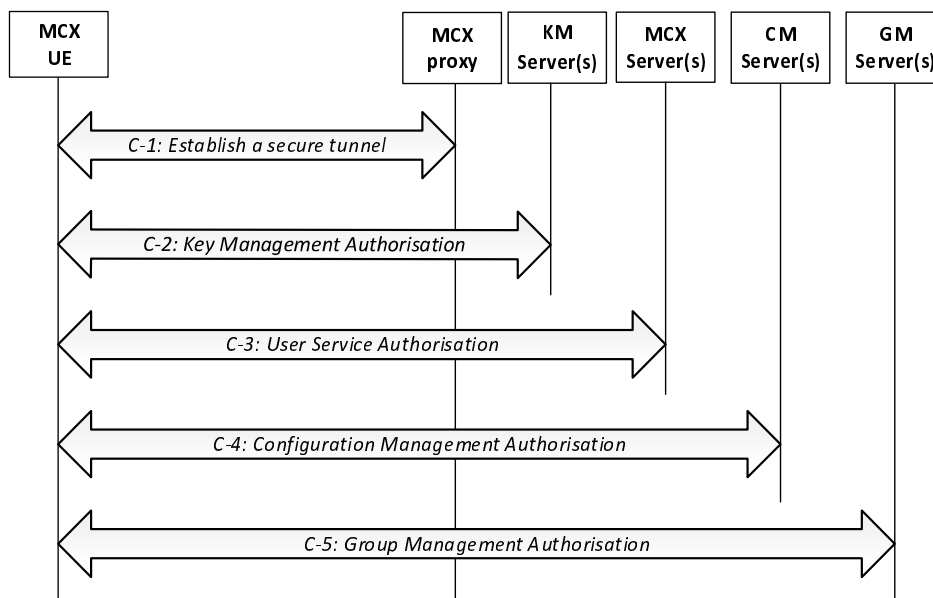 MCX
UE
MCX
proxy
KM
Server(s)
MCX
Server(s)
CM
Server(s)
GM
Server(s)
C-1: Establish a secure tunnel
C-2: Key Management Authorisation
C-3: User Service Authorisation
C-4: Configuration Management Authorisation
C-5: Group Management Authorisation